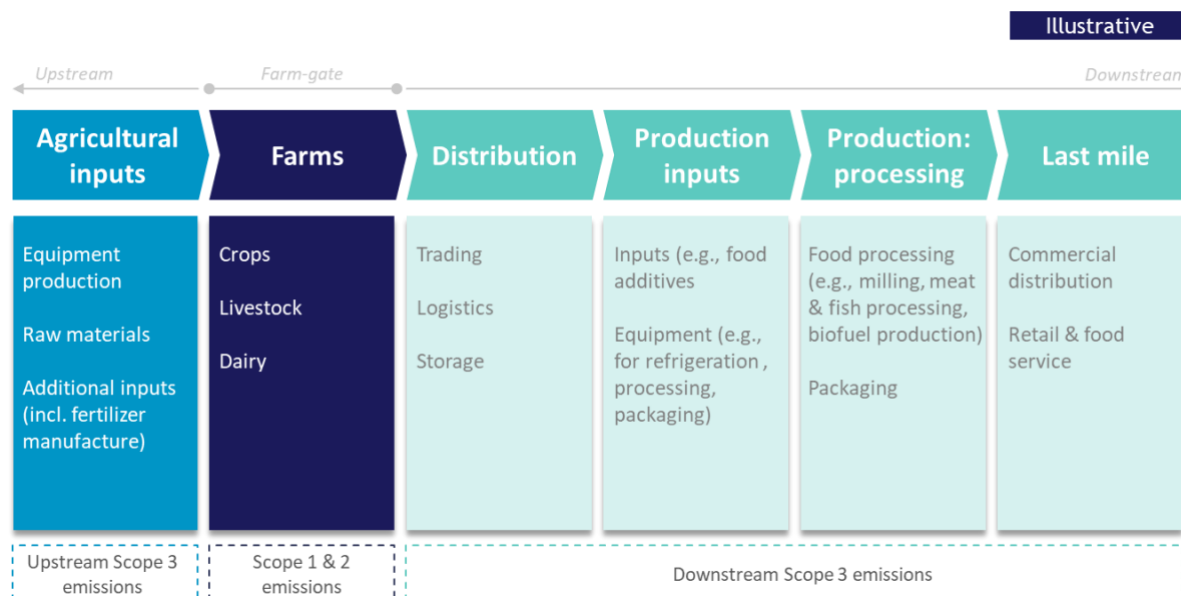 Illustrative
Upstream
Farm-gate
Downstream
Agricultural
inputs
Farms
Distribution
Production
inputs
Production:
processing
Last mile
Equipment
production
Raw materials
Additional inputs
(incl. fertilizer
manufacture)
Crops
Livestock
Dairy
Trading
Logistics
Storage
Inputs (e.g., food
additives
Equipment (e.g.,
for refrigeration ,
processing,
packaging)
Food processing
(e.g., milling, meat
& fish processing,
biofuel production)
Packaging
Commercial
distribution
Retail & food
service
Upstream Scope 3
emissions
Scope 1 & 2
emissions
Downstream Scope 3 emissions